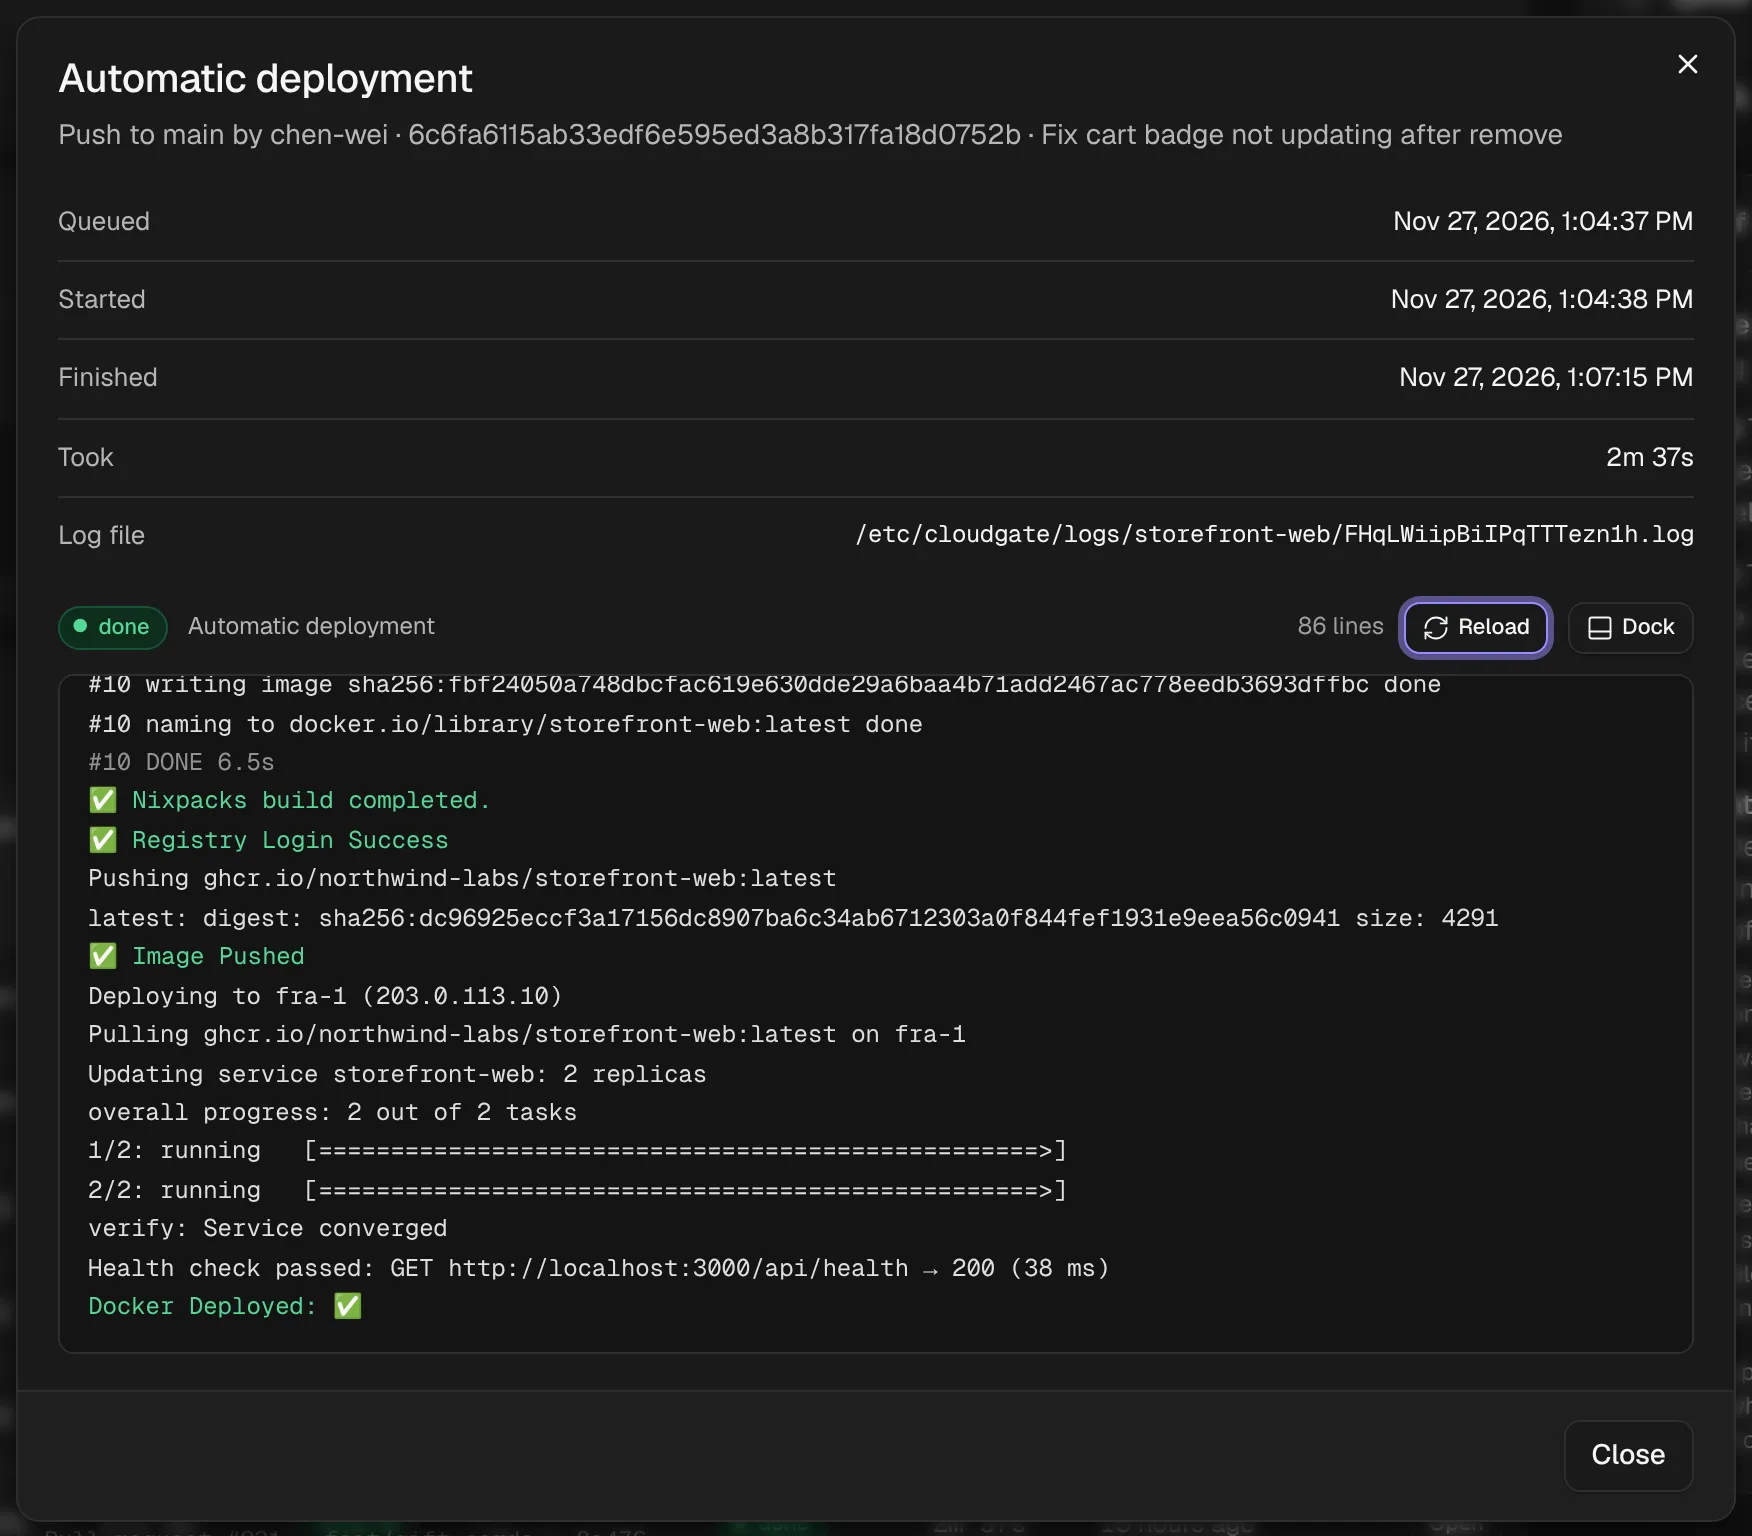 Automatic deployment
Push to main by chen-wei · 6c6fa6115ab33edf6e595ed3a8b317fa18d0752b · Fix cart badge not updating after remove
Queued Nov 27, 2026, 1:04:37 PM
Started Nov 27, 2026, 1:04:38 PM
Finished Nov 27, 2026, 1:07:15 PM
Took 2m 37s
Log file /etc/cloudgate/logs/storefront-web/FHqLWiipBiIPqTTTezn1h.log
done Automatic deployment 86 lines Reload Dock
#10 writing image sha256:fbf24050a748dbcfac619e630dde29a6baa4b71add2467ac778eedb3693dffbc done
#10 naming to docker.io/library/storefront-web:latest done
#10 DONE 6.5s
✅ Nixpacks build completed.
✅ Registry Login Success
Pushing ghcr.io/northwind-labs/storefront-web:latest
latest: digest: sha256:dc96925eccf3a17156dc8907ba6c34ab6712303a0f844fef1931e9eea56c0941 size: 4291
✅ Image Pushed
Deploying to fra-1 (203.0.113.10)
Pulling ghcr.io/northwind-labs/storefront-web:latest on fra-1
Updating service storefront-web: 2 replicas
overall progress: 2 out of 2 tasks
1/2: running   [==================================================>]
2/2: running   [==================================================>]
verify: Service converged
Health check passed: GET http://localhost:3000/api/health → 200 (38 ms)
Docker Deployed: ✅
Close